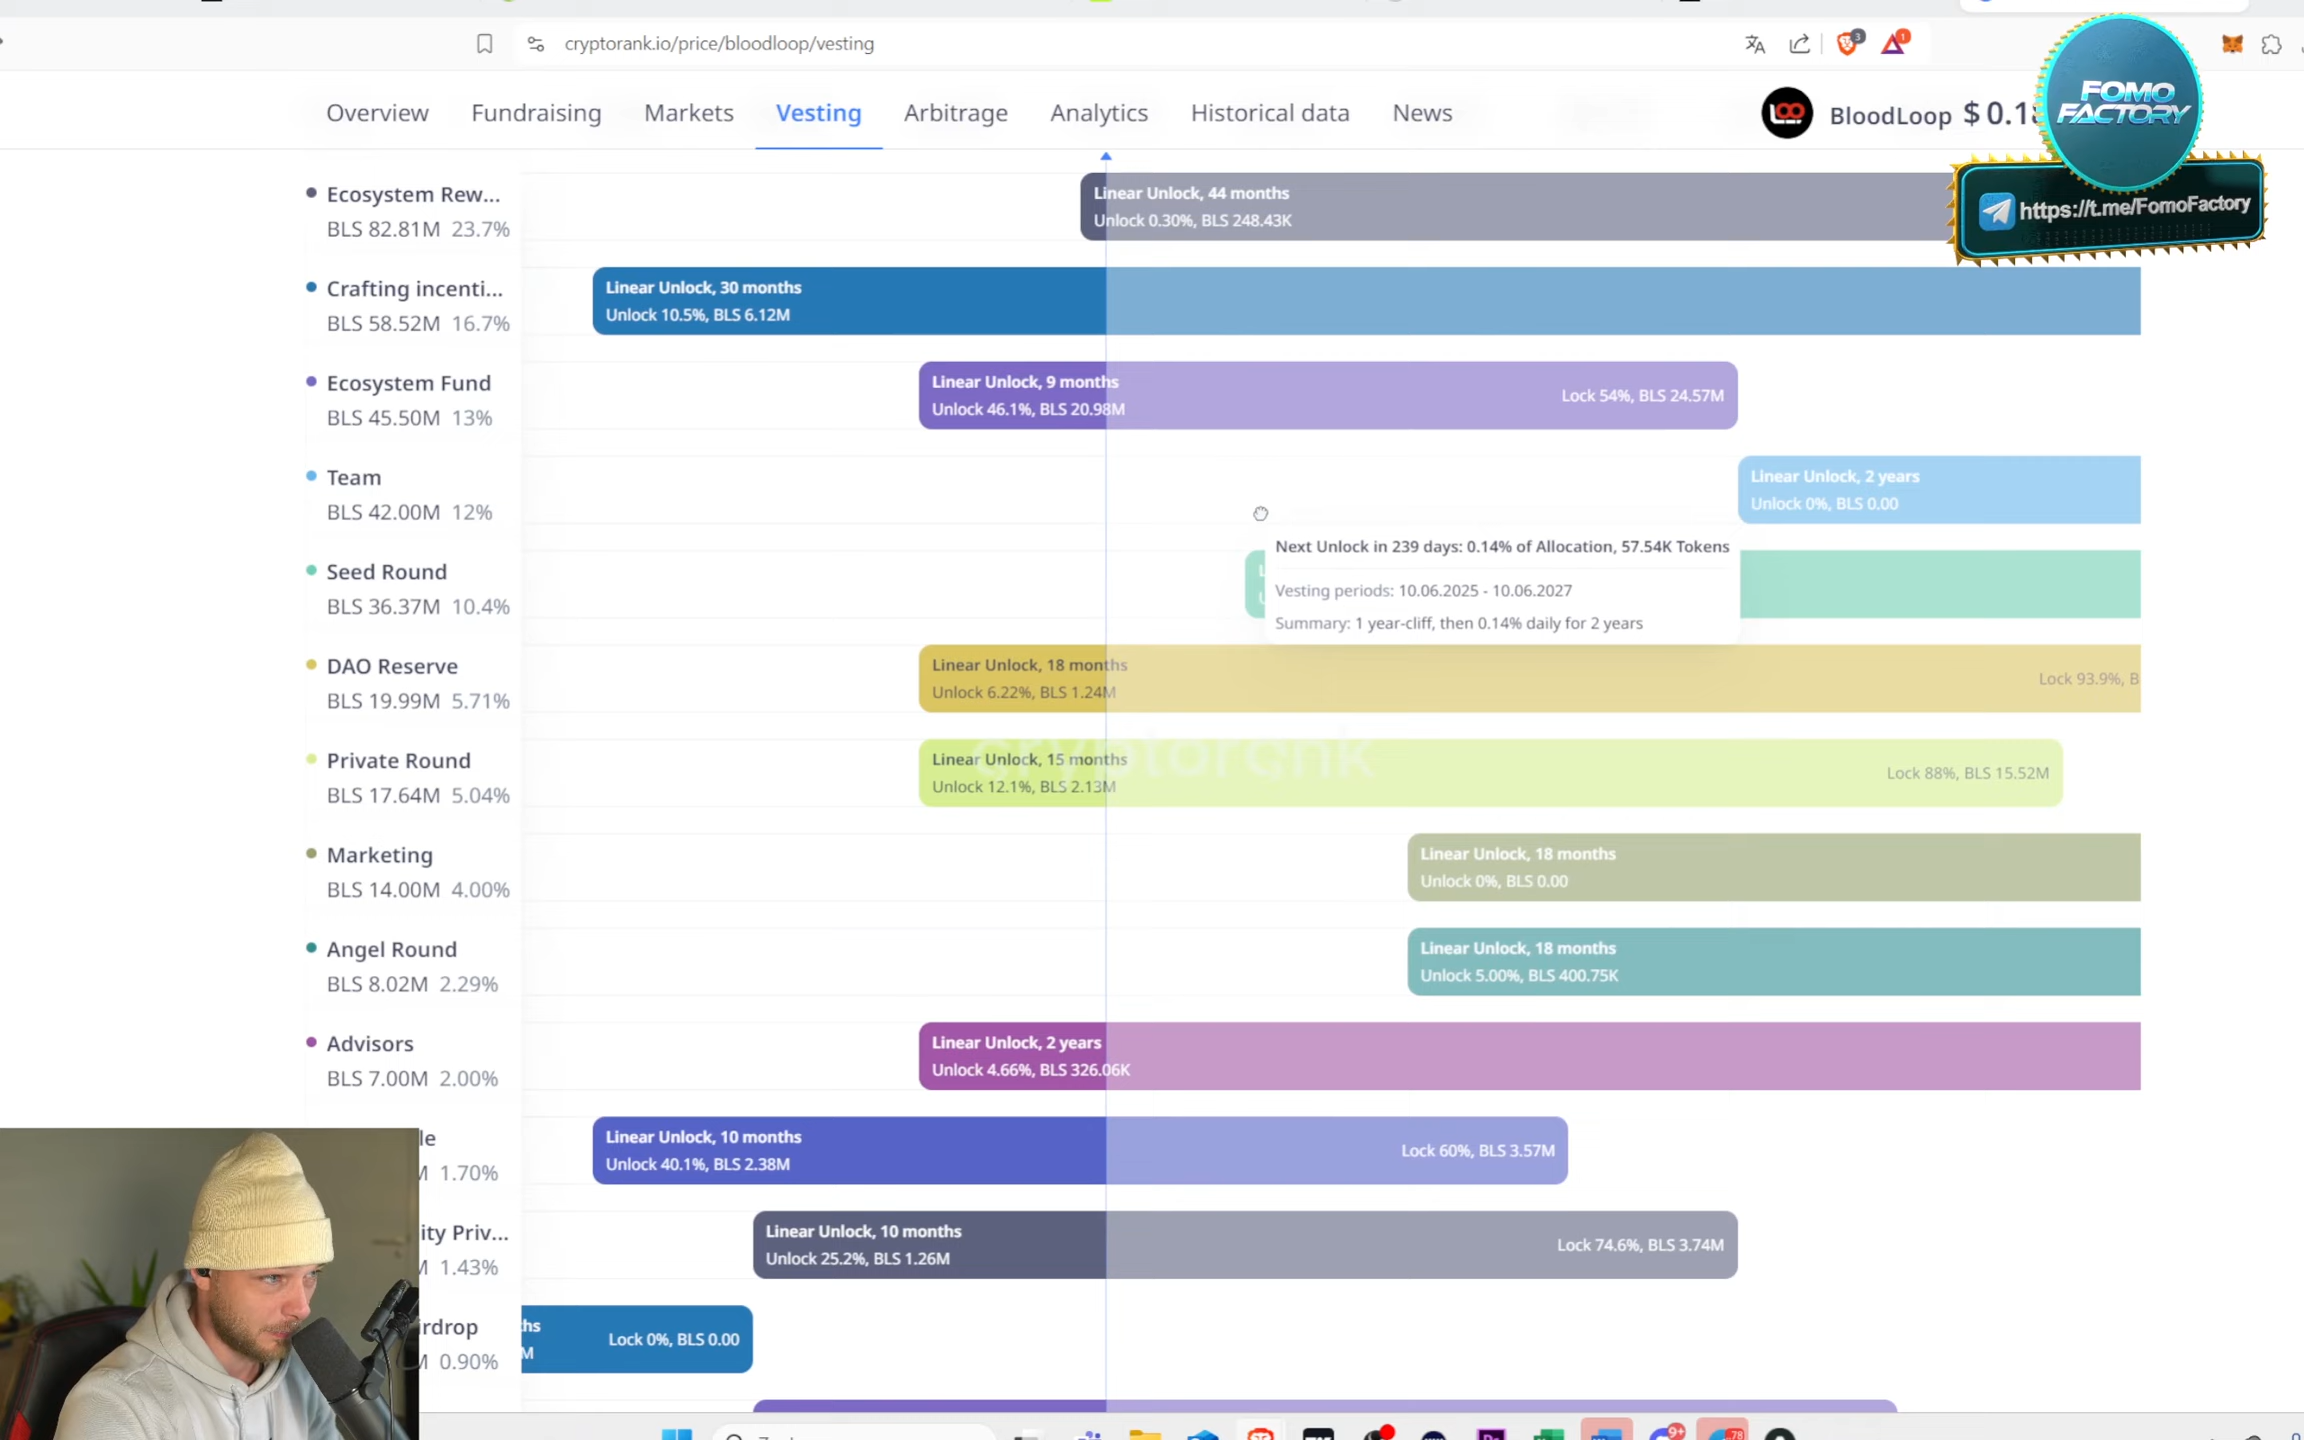 cryptorank.io/price/bloodloop/vesting
3
1
FOMO
FACTORY
https://t.me/FomoFactory
Overview
Fundraising
Markets
Vesting
Arbitrage
Analytics
Historical data
News
BloodLoop $ 0.1
Ecosystem Rew...
BLS 82.81M 23.7%
Linear Unlock, 44 months
Unlock 0.30%, BLS 248.43K
Crafting incenti...
BLS 58.52M 16.7%
Linear Unlock, 30 months
Unlock 10.5%, BLS 6.12M
Ecosystem Fund
BLS 45.50M 13%
Linear Unlock, 9 months
Unlock 46.1%, BLS 20.98M
Lock 54%, BLS 24.57M
Team
BLS 42.00M 12%
Linear Unlock, 2 years
Unlock 0%, BLS 0.00
Next Unlock in 239 days: 0.14% of Allocation, 57.54K Tokens
Vesting periods: 10.06.2025 - 10.06.2027
Summary: 1 year-cliff, then 0.14% daily for 2 years
Seed Round
BLS 36.37M 10.4%
DAO Reserve
BLS 19.99M 5.71%
Linear Unlock, 18 months
Unlock 6.22%, BLS 1.24M
Lock 93.9%, B
cryptorank
Private Round
BLS 17.64M 5.04%
Linear Unlock, 15 months
Unlock 12.1%, BLS 2.13M
Lock 88%, BLS 15.52M
Marketing
BLS 14.00M 4.00%
Linear Unlock, 18 months
Unlock 0%, BLS 0.00
Angel Round
BLS 8.02M 2.29%
Linear Unlock, 18 months
Unlock 5.00%, BLS 400.75K
Advisors
BLS 7.00M 2.00%
Linear Unlock, 2 years
Unlock 4.66%, BLS 326.06K
le
1.70%
Linear Unlock, 10 months
Unlock 40.1%, BLS 2.38M
Lock 60%, BLS 3.57M
ity Priv...
1.43%
Linear Unlock, 10 months
Unlock 25.2%, BLS 1.26M
Lock 74.6%, BLS 3.74M
irdrop
0.90%
hs
M
Lock 0%, BLS 0.00
9+
78